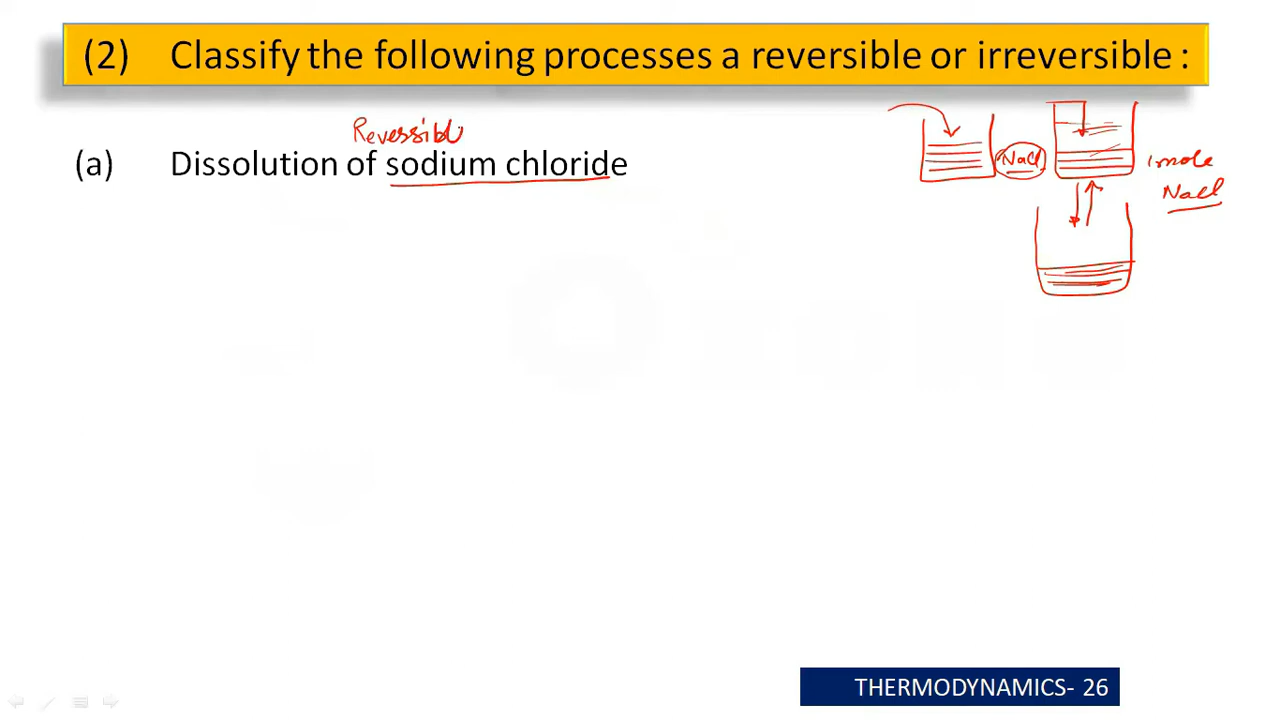 (2) Classify the following processes a reversible or irreversible :
Reversible
(a) Dissolution of sodium chloride
NaCl
1 mole
NaCl
THERMODYNAMICS- 26